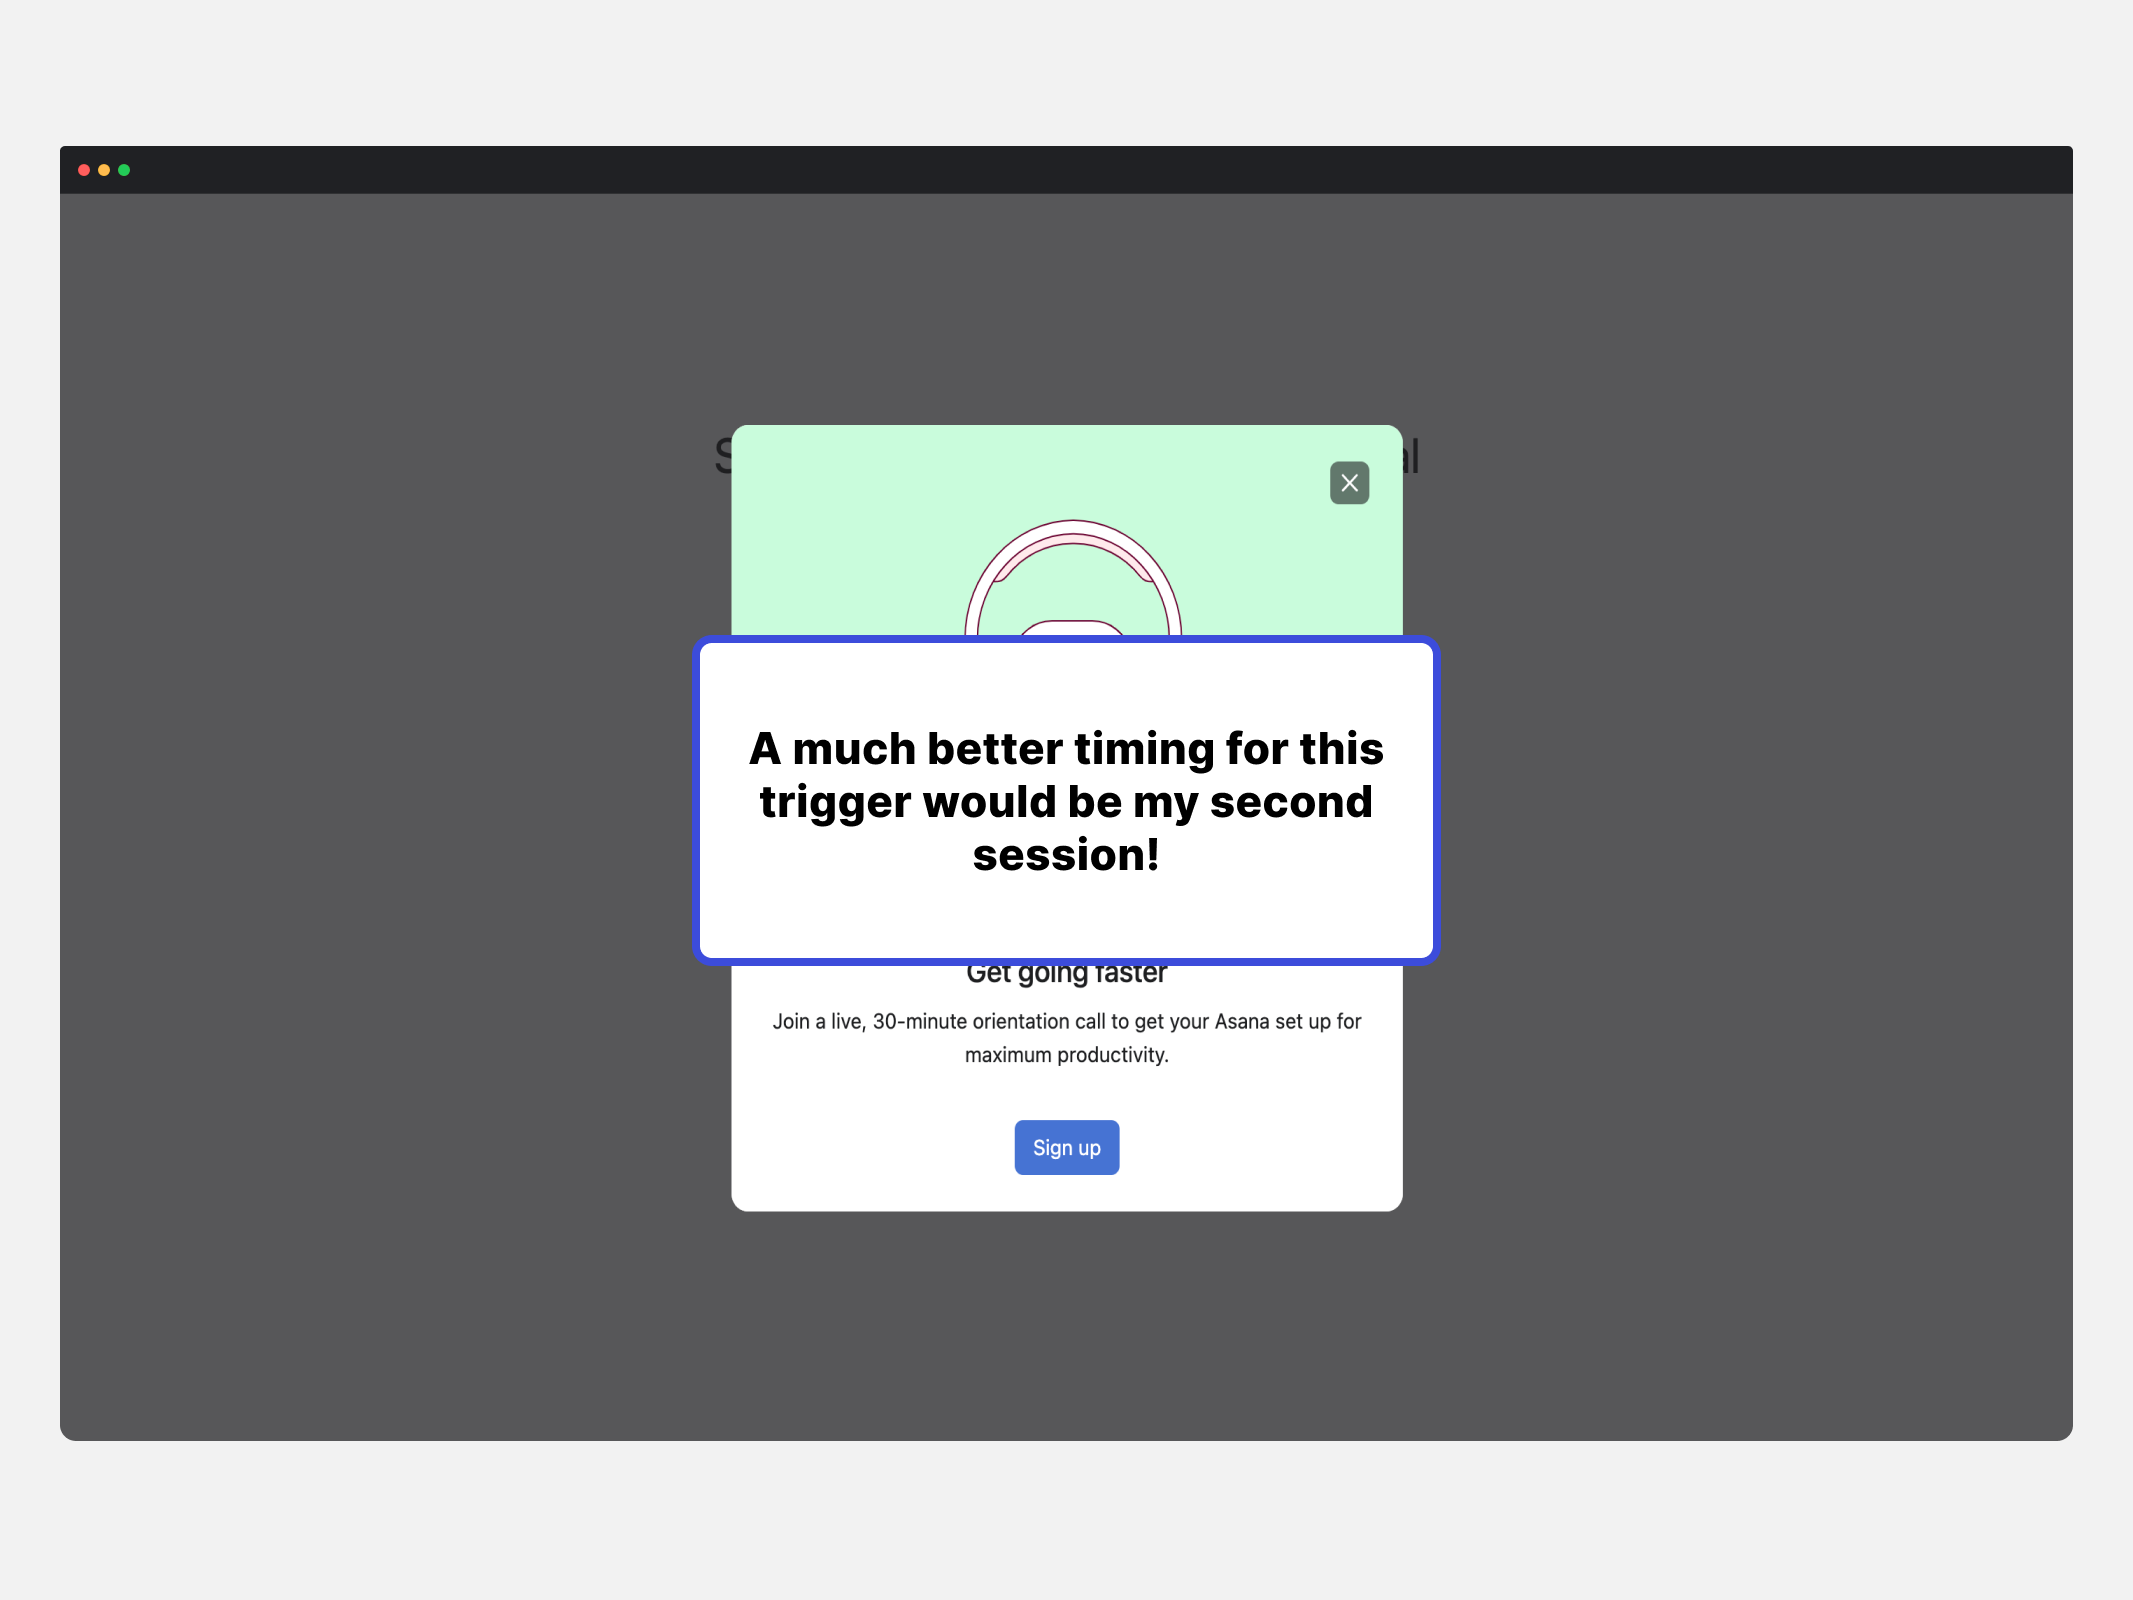 A much better timing for this
trigger would be my second
session!
Get going faster
Join a live, 30-minute orientation call to get your Asana set up for
maximum productivity.
Sign up